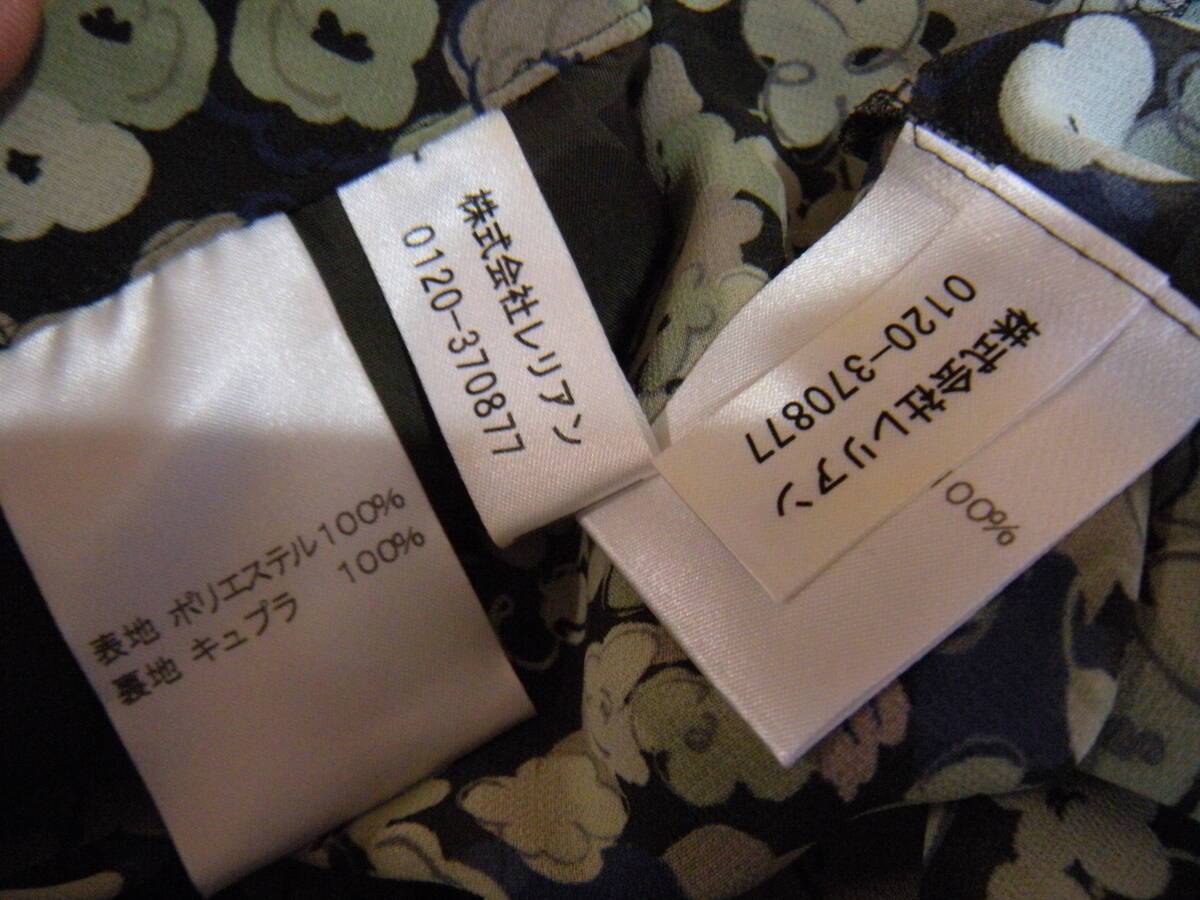 表地 ポリエステル100%
裏地 キュプラ 100%
株式会社レリアン
0120-370877
株式会社レリアン
0120-370877
00%